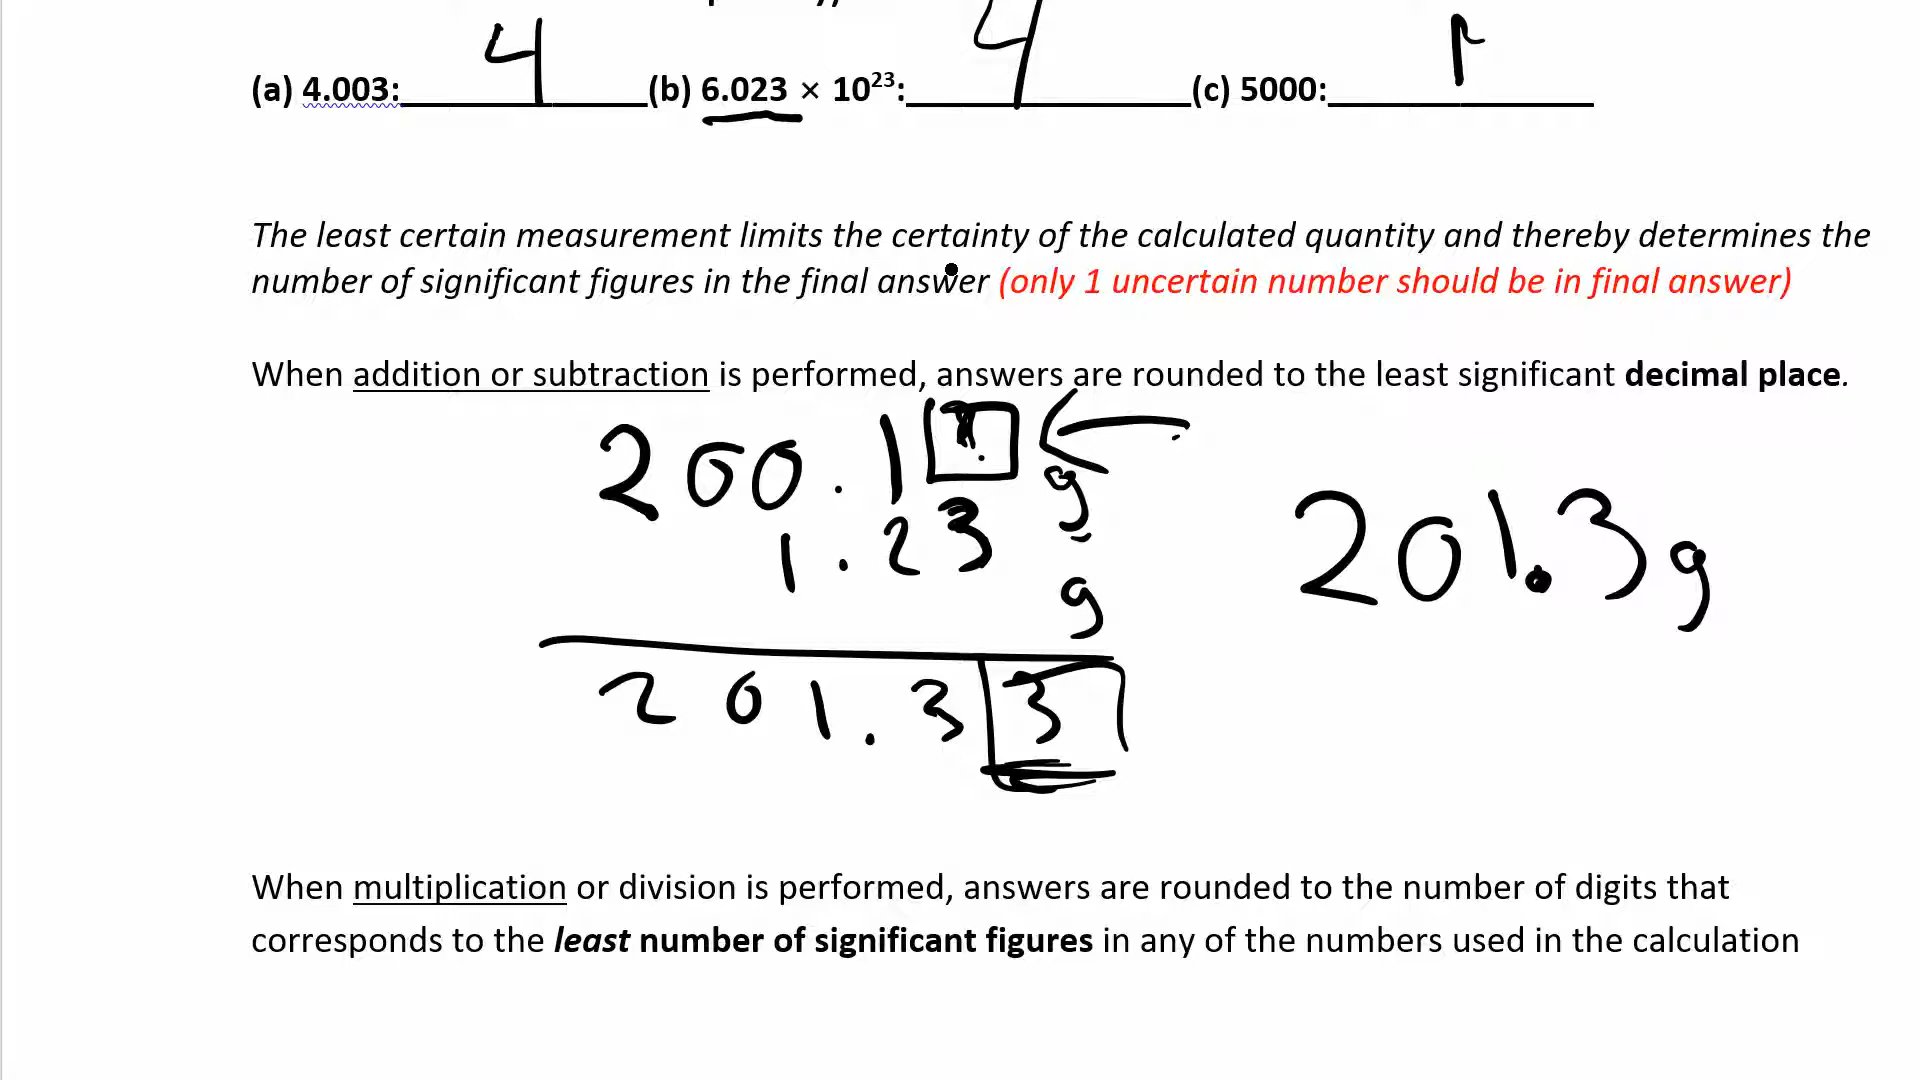 4 4 1
(a) 4.003: (b) 6.023 × 10²³: (c) 5000:
The least certain measurement limits the certainty of the calculated quantity and thereby determines the
number of significant figures in the final answer (only 1 uncertain number should be in final answer)
When addition or subtraction is performed, answers are rounded to the least significant decimal place.
200.1? g
1.23 g
201.3g
201.33
When multiplication or division is performed, answers are rounded to the number of digits that
corresponds to the least number of significant figures in any of the numbers used in the calculation